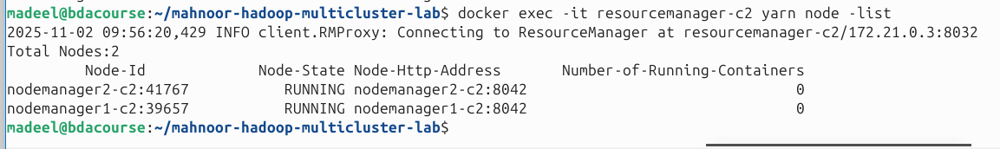 madeel@bdacourse:~/mahnoor-hadoop-multicluster-lab$ docker exec -it resourcemanager-c2 yarn node -list
2025-11-02 09:56:20,429 INFO client.RMProxy: Connecting to ResourceManager at resourcemanager-c2/172.21.0.3:8032
Total Nodes:2
         Node-Id             Node-State Node-Http-Address       Number-of-Running-Containers
nodemanager2-c2:41767           RUNNING nodemanager2-c2:8042                               0
nodemanager1-c2:39657           RUNNING nodemanager1-c2:8042                               0
madeel@bdacourse:~/mahnoor-hadoop-multicluster-lab$